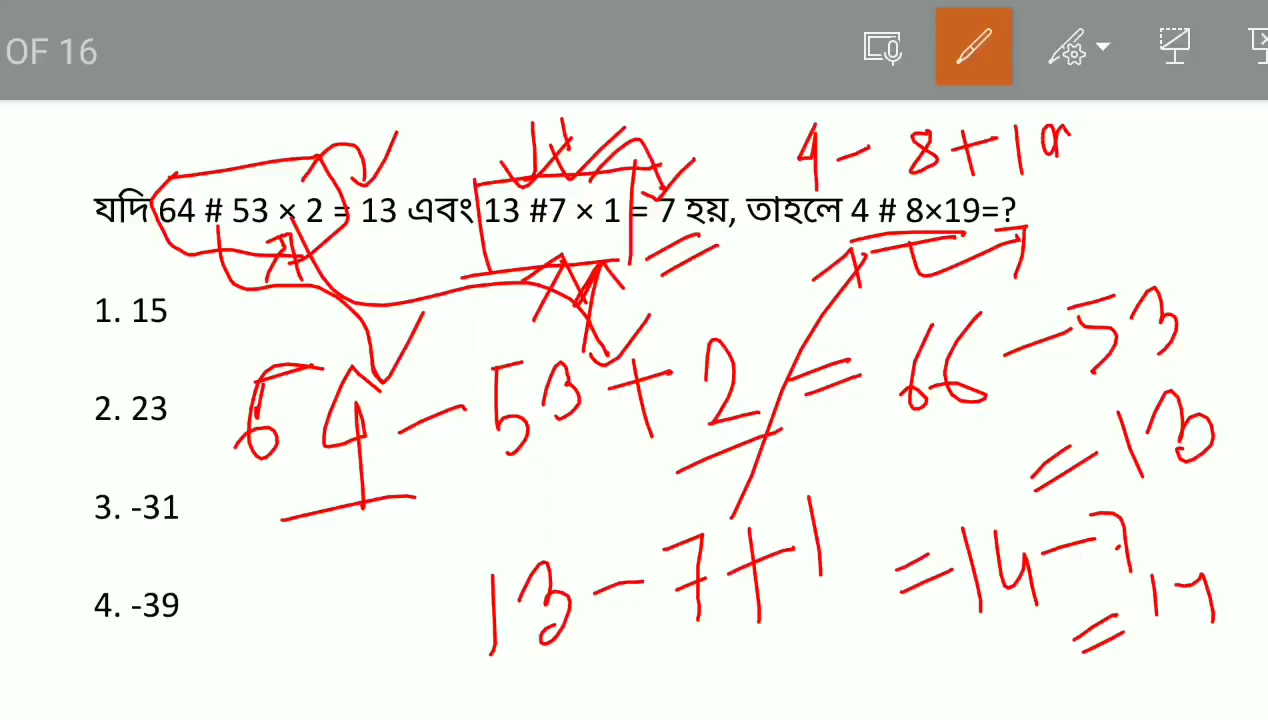 OF 16
4 - 8 + 19
যদি 64 # 53 × 2 = 13 এবং 13 #7 × 1 = 7 হয়, তাহলে 4 # 8×19=?
1. 15
2. 23
3. -31
4. -39
64 - 53 + 2 = 66 - 53
= 13
13 - 7 + 1 = 14 - 7
=